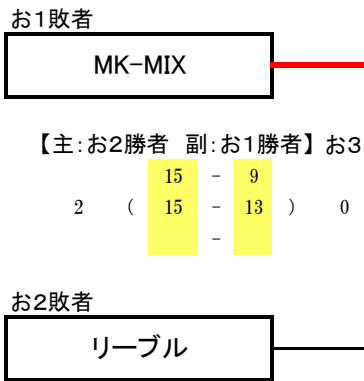 お1敗者
MK-MIX
【主:お2勝者 副:お1勝者】 お3
15 - 9
2 ( 15 - 13 ) 0
-
お2敗者
リーブル